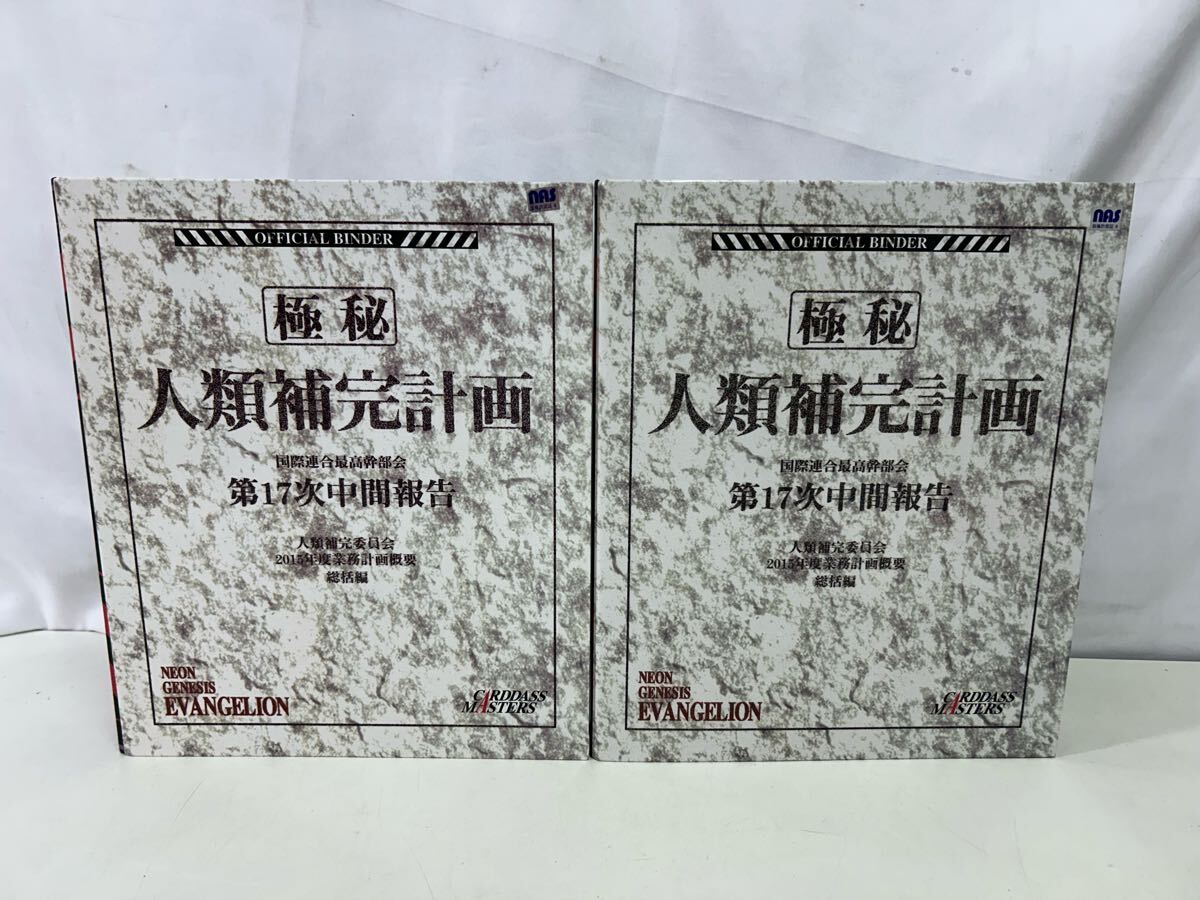 nas
OFFICIAL BINDER
極秘
人類補完計画
国際連合最高幹部会
第17次中間報告
人類補完委員会
2015年度業務計画概要
総括編
NEON
GENESIS
EVANGELION
CARDDASS
MASTERS
nas
OFFICIAL BINDER
極秘
人類補完計画
国際連合最高幹部会
第17次中間報告
人類補完委員会
2015年度業務計画概要
総括編
NEON
GENESIS
EVANGELION
CARDDASS
MASTERS